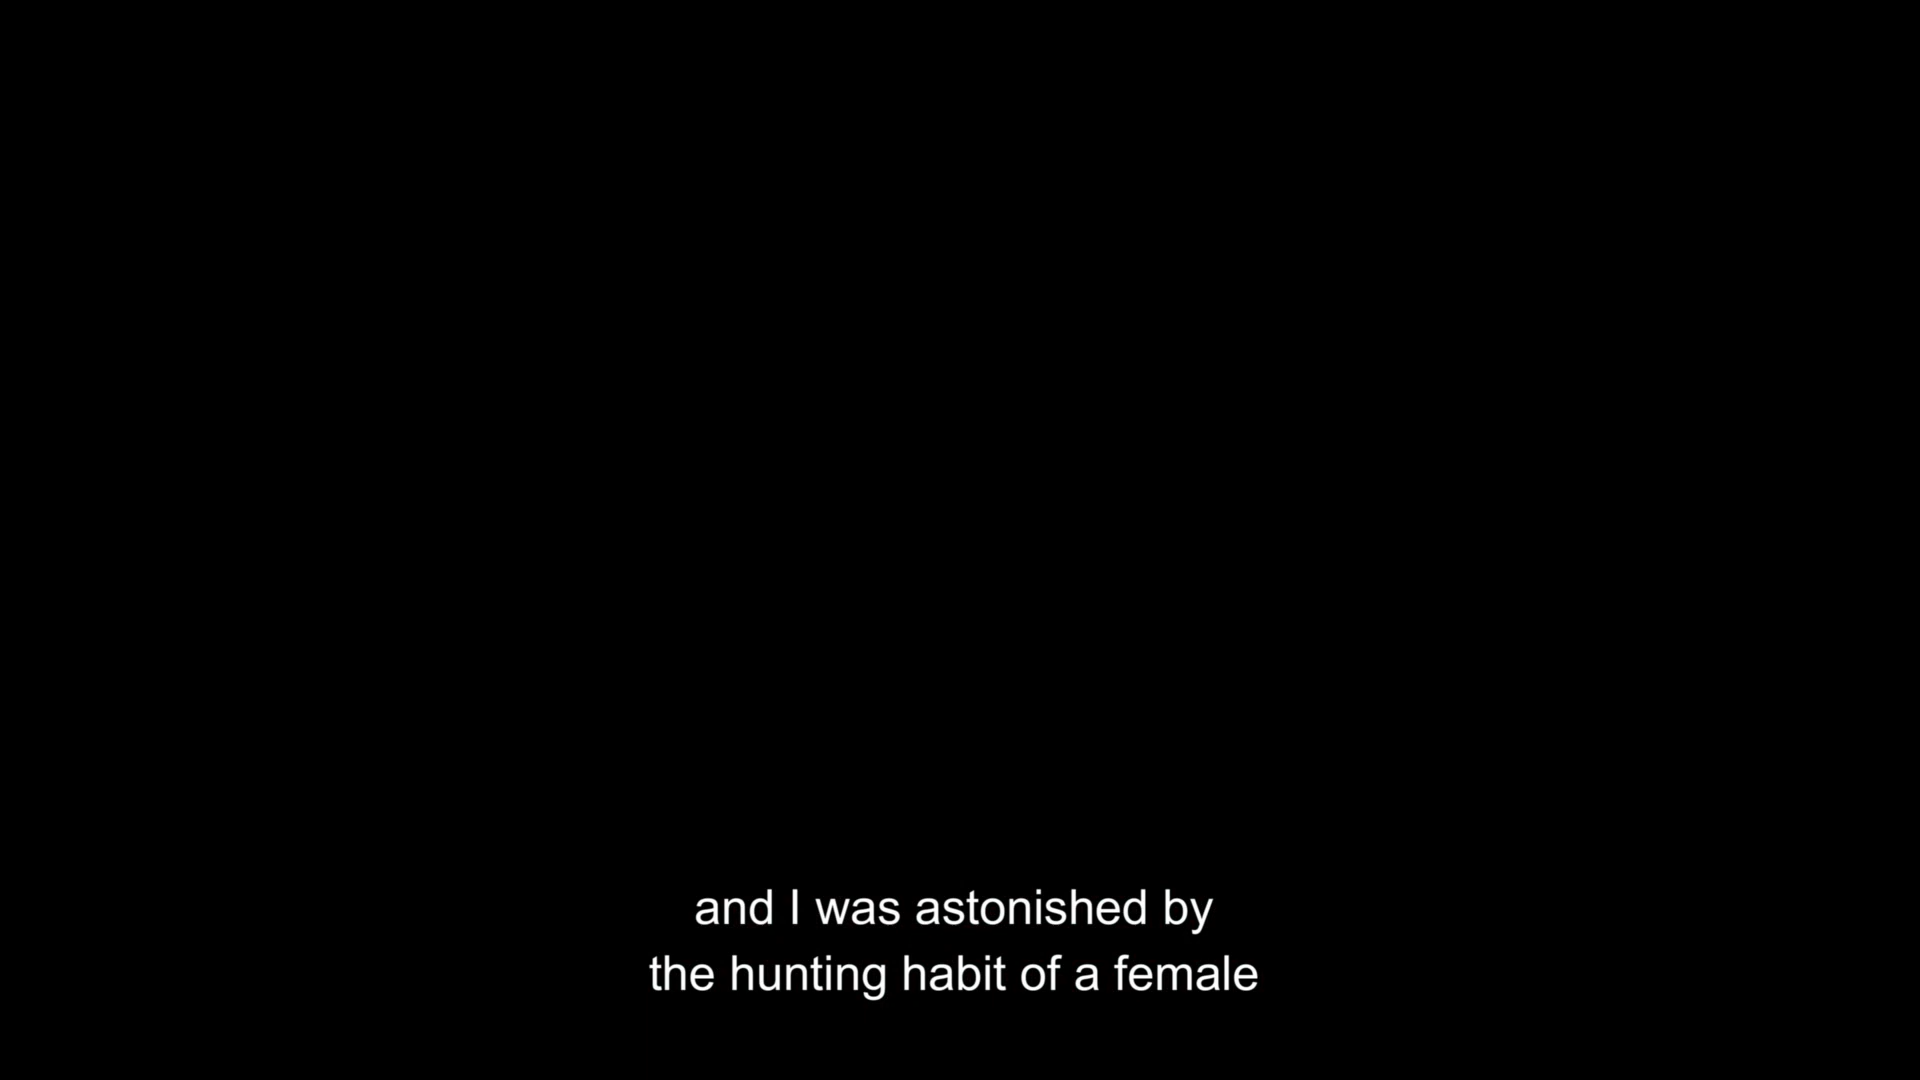 and I was astonished by
the hunting habit of a female